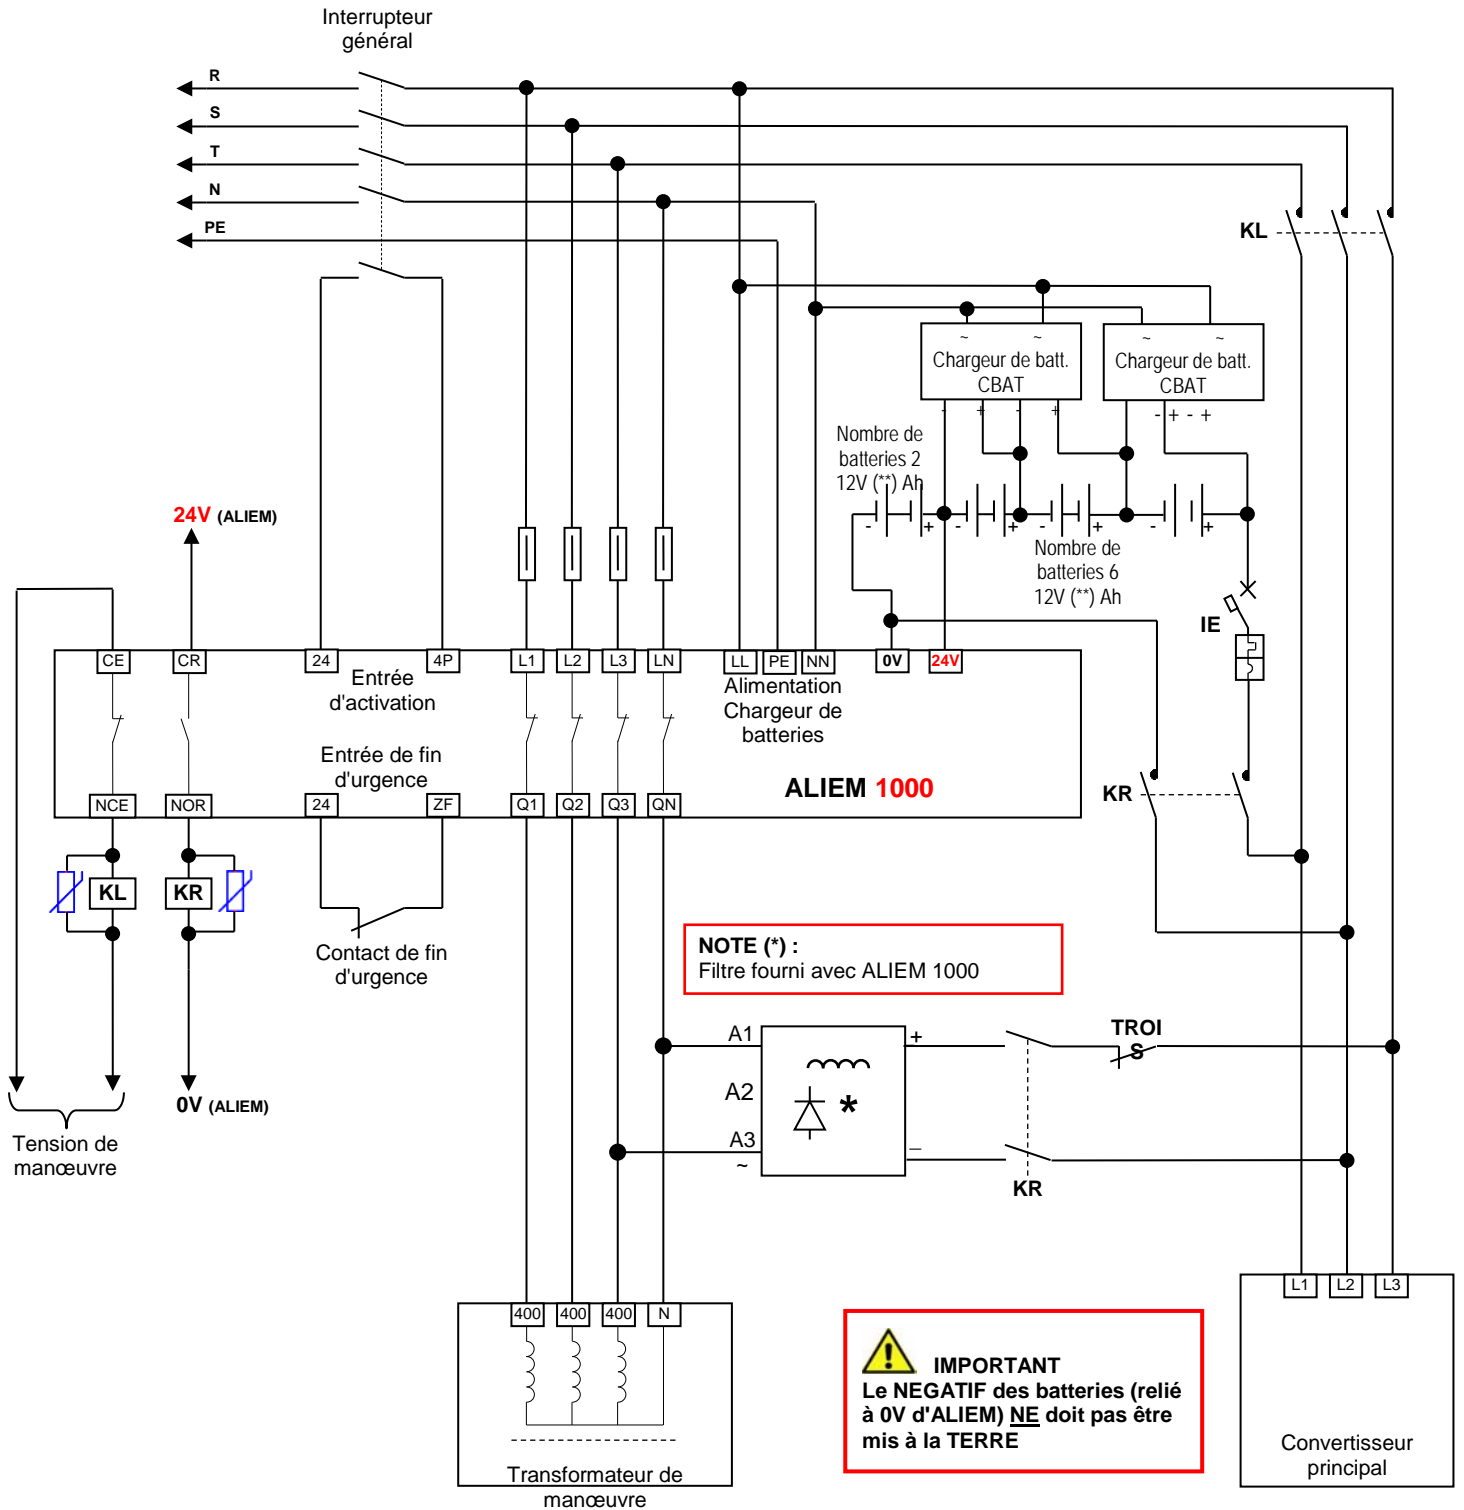 Interrupteur
général
R
S
T
N
PE
KL
~ ~
Chargeur de batt.
CBAT
- + - +
~ ~
Chargeur de batt.
CBAT
- + - +
Nombre de
batteries 2
12V (**) Ah
- + - + - + - +
Nombre de
batteries 6
12V (**) Ah
IE
24V (ALIEM)
CE CR 24 4P L1 L2 L3 LN LL PE NN 0V 24V
Entrée
d'activation
Alimentation
Chargeur de
batteries
Entrée de fin
d'urgence
ALIEM 1000
KR
NCE NOR 24 ZF Q1 Q2 Q3 QN
KL KR
Contact de fin
d'urgence
NOTE (*) :
Filtre fourni avec ALIEM 1000
A1
A2
A3
~
+
*
_
TROI
S
KR
0V (ALIEM)
Tension de
manœuvre
L1 L2 L3
400 400 400 N
IMPORTANT
Le NEGATIF des batteries (relié
à 0V d'ALIEM) NE doit pas être
mis à la TERRE
Convertisseur
principal
Transformateur de
manœuvre